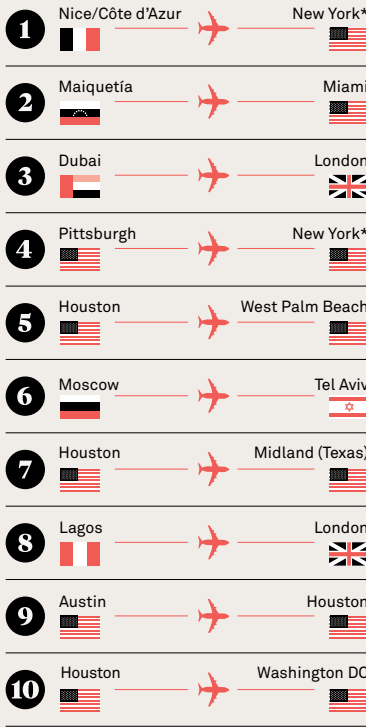 1
Nice/Côte d'Azur New York*
2
Maiquetía Miami
3
Dubai London
4
Pittsburgh New York*
5
Houston West Palm Beach
6
Moscow Tel Aviv
7
Houston Midland (Texas)
8
Lagos London
9
Austin Houston
10
Houston Washington DC